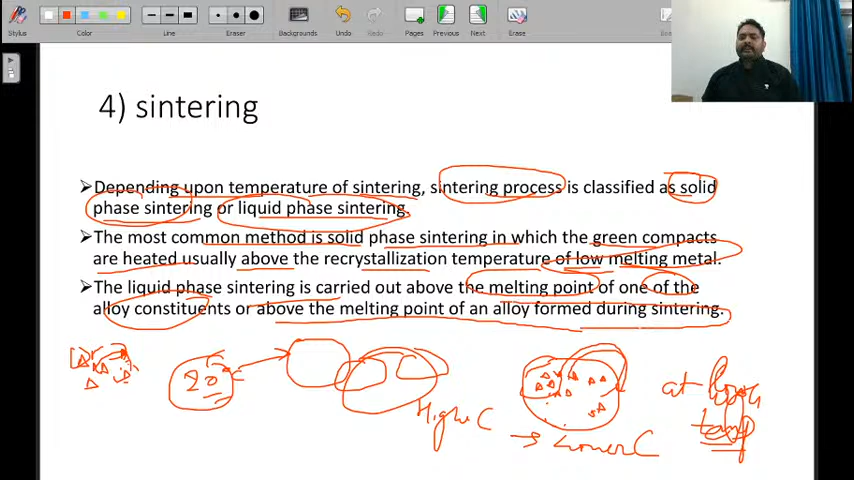 Stylus
Color
Line
Eraser
Backgrounds
Undo
Redo
Pages
Previous
Next
Erase
4) sintering
➢Depending upon temperature of sintering, sintering process is classified as solid
phase sintering or liquid phase sintering.
➢The most common method is solid phase sintering in which the green compacts
are heated usually above the recrystallization temperature of low melting metal.
➢The liquid phase sintering is carried out above the melting point of one of the
alloy constituents or above the melting point of an alloy formed during sintering.
20
Higher C
→ Lower C
at
temp